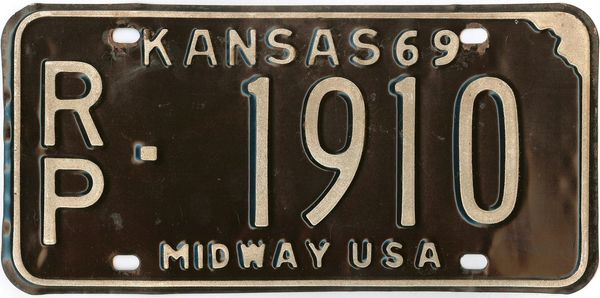 KANSAS 69
RP - 1910
MIDWAY USA